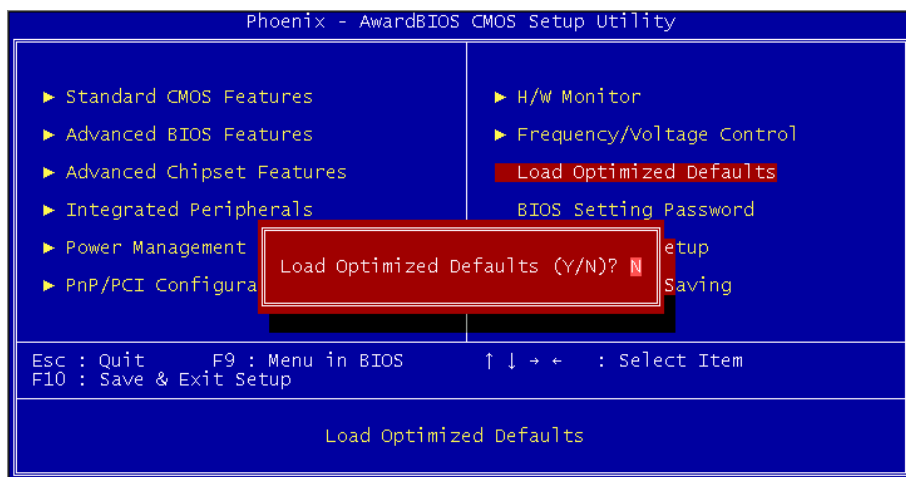 Phoenix - AwardBIOS CMOS Setup Utility
► Standard CMOS Features
► Advanced BIOS Features
► Advanced Chipset Features
► Integrated Peripherals
► Power Management
► PnP/PCI Configura
► H/W Monitor
► Frequency/Voltage Control
Load Optimized Defaults
BIOS Setting Password
etup
Saving
Load Optimized Defaults (Y/N)? N
Esc : Quit F9 : Menu in BIOS ↑ ↓ → ← : Select Item
F10 : Save & Exit Setup
Load Optimized Defaults